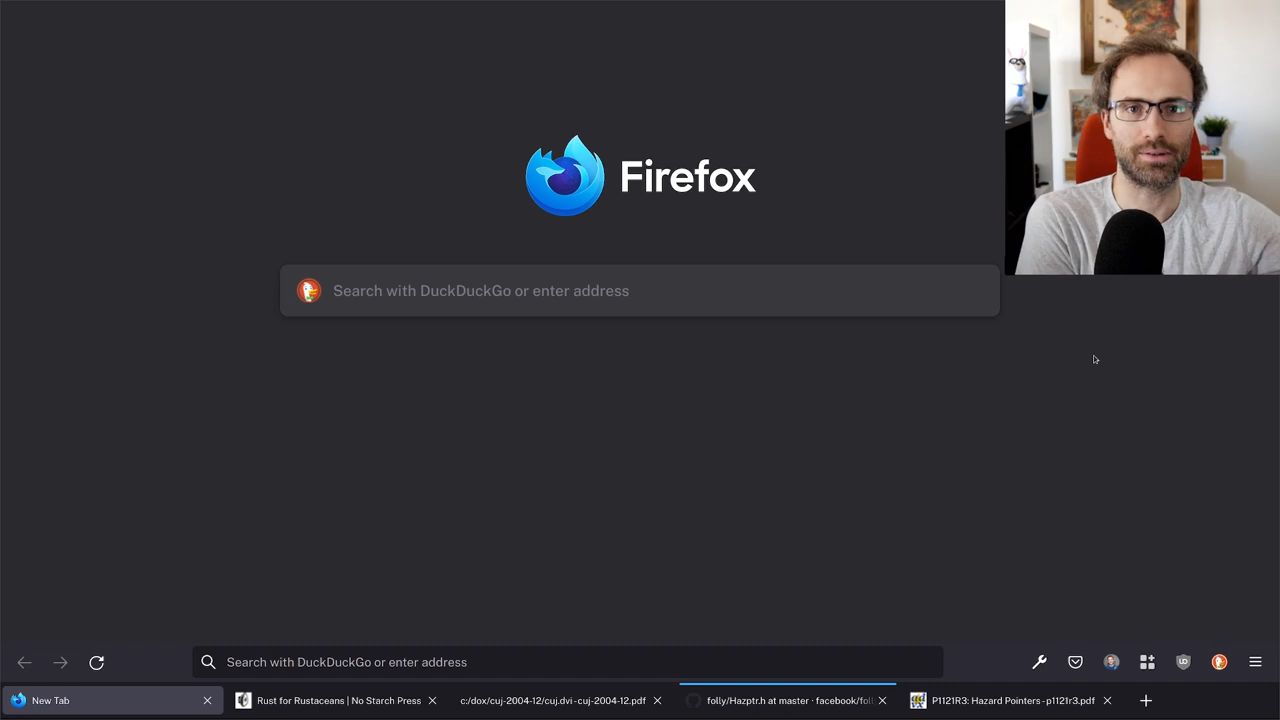 Firefox
Search with DuckDuckGo or enter address
Search with DuckDuckGo or enter address
New Tab
Rust for Rustaceans | No Starch Press
c:/dox/cuj-2004-12/cuj.dvi - cuj-2004-12.pdf
folly/Hazptr.h at master · facebook/foll
P1121R3: Hazard Pointers - p1121r3.pdf